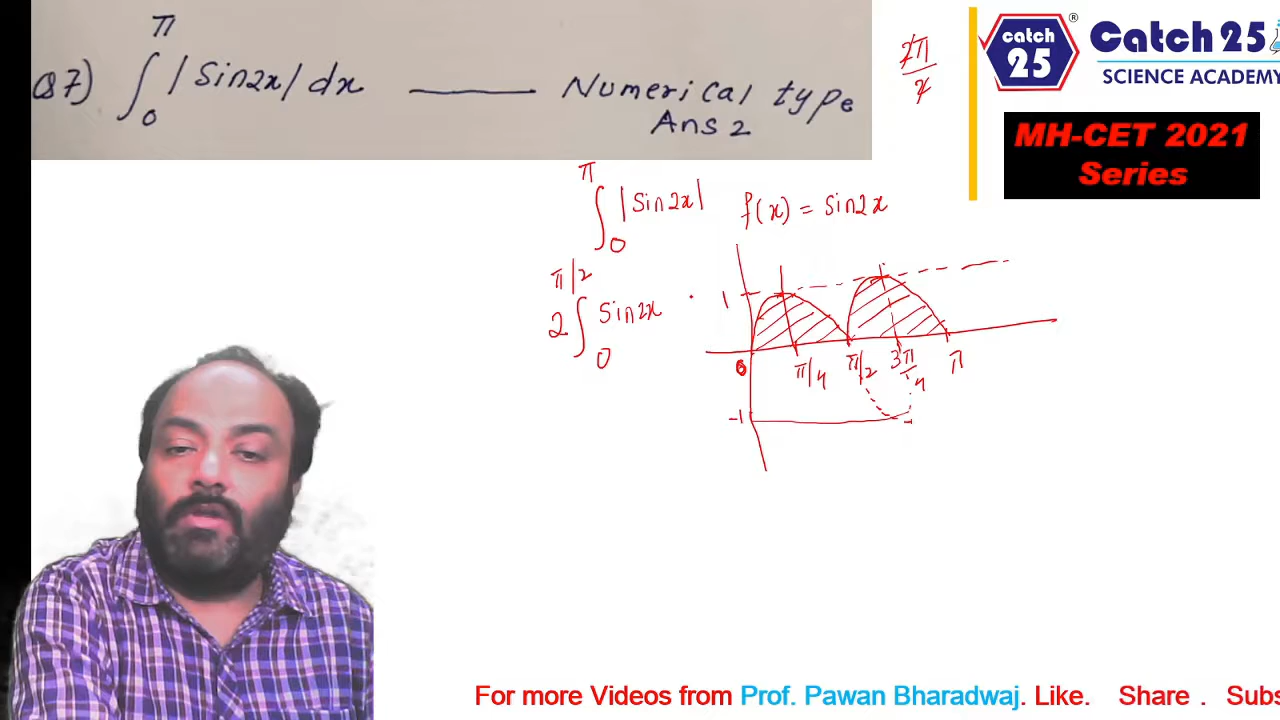 Q7) ∫₀^π |Sin2x| dx ——— Numerical type
Ans 2
2π/2
catch
25
®
Catch 25
SCIENCE ACADEMY
MH-CET 2021
Series
∫₀^π |Sin2x| f(x) = Sin2x
2 ∫₀^{π/2} Sin2x
1
0 π/4 π/2 3π/4 π
-1
For more Videos from Prof. Pawan Bharadwaj. Like. Share . Subs